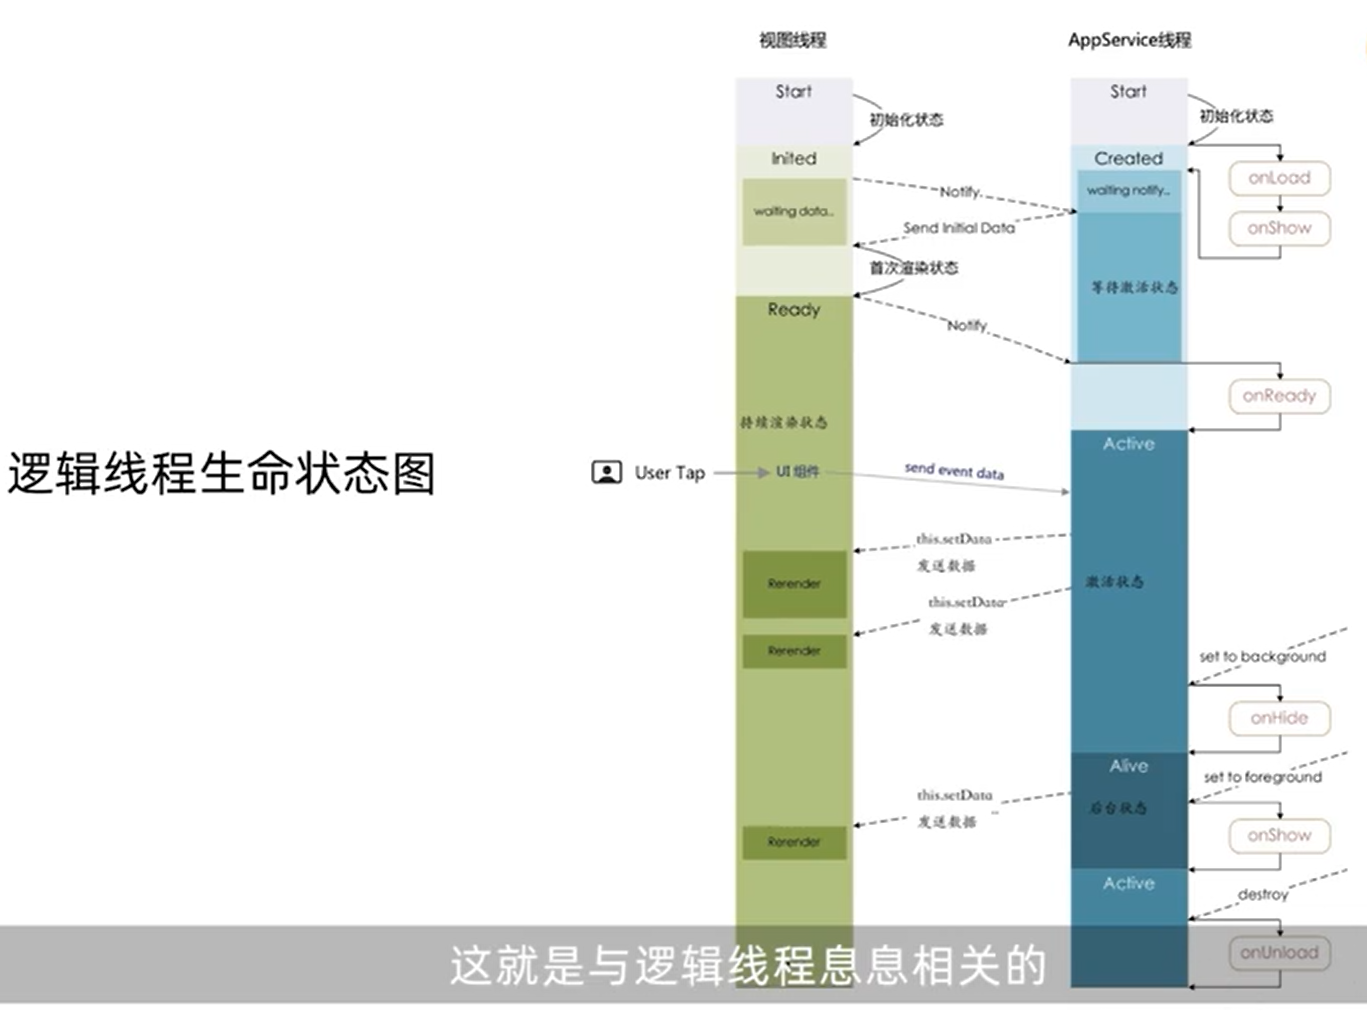 视图线程
AppService线程
Start
初始化状态
Start
初始化状态
Inited
Created
onLoad
waiting data...
Notify
waiting notify...
Send Initial Data
onShow
首次渲染状态
等待激活状态
Ready
Notify
onReady
持续渲染状态
Active
逻辑线程生命状态图
User Tap
UI 组件
send event data
this.setData
发送数据
Rerender
激活状态
this.setData
发送数据
Rerender
set to background
onHide
Alive
set to foreground
this.setData
发送数据
后台状态
Rerender
onShow
Active
destroy
onUnload
这就是与逻辑线程息息相关的